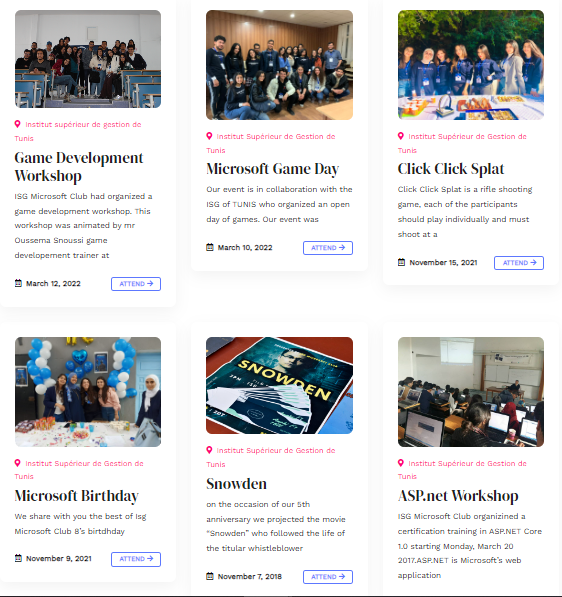 Institut supérieur de gestion de
Tunis
Game Development
Workshop
ISG Microsoft Club had organized a
game development workshop. This
workshop was animated by mr
Oussema Snoussi game
developement trainer at
March 12, 2022
ATTEND →
Institut Supérieur de Gestion de
Tunis
Microsoft Game Day
Our event is in collaboration with the
ISG of TUNIS who organized an open
day of games. Our event was
March 10, 2022
ATTEND →
Institut Supérieur de Gestion de
Tunis
Click Click Splat
Click Click Splat is a rifle shooting
game, each of the participants
should play individually and must
shoot at a
November 15, 2021
ATTEND →
Institut Supérieur de Gestion de
Tunis
Microsoft Birthday
We share with you the best of Isg
Microsoft Club 8's birtdhday
November 9, 2021
ATTEND →
SNOWDEN
Institut Supérieur de Gestion de
Tunis
Snowden
on the occasion of our 5th
anniversary we projected the movie
"Snowden" who followed the life of
the titular whistleblower
November 7, 2018
ATTEND →
Institut Supérieur de Gestion de
Tunis
ASP.net Workshop
ISG Microsoft Club organizined a
certification training in ASP.NET Core
1.0 starting Monday, March 20
2017.ASP.NET is Microsoft's web
application